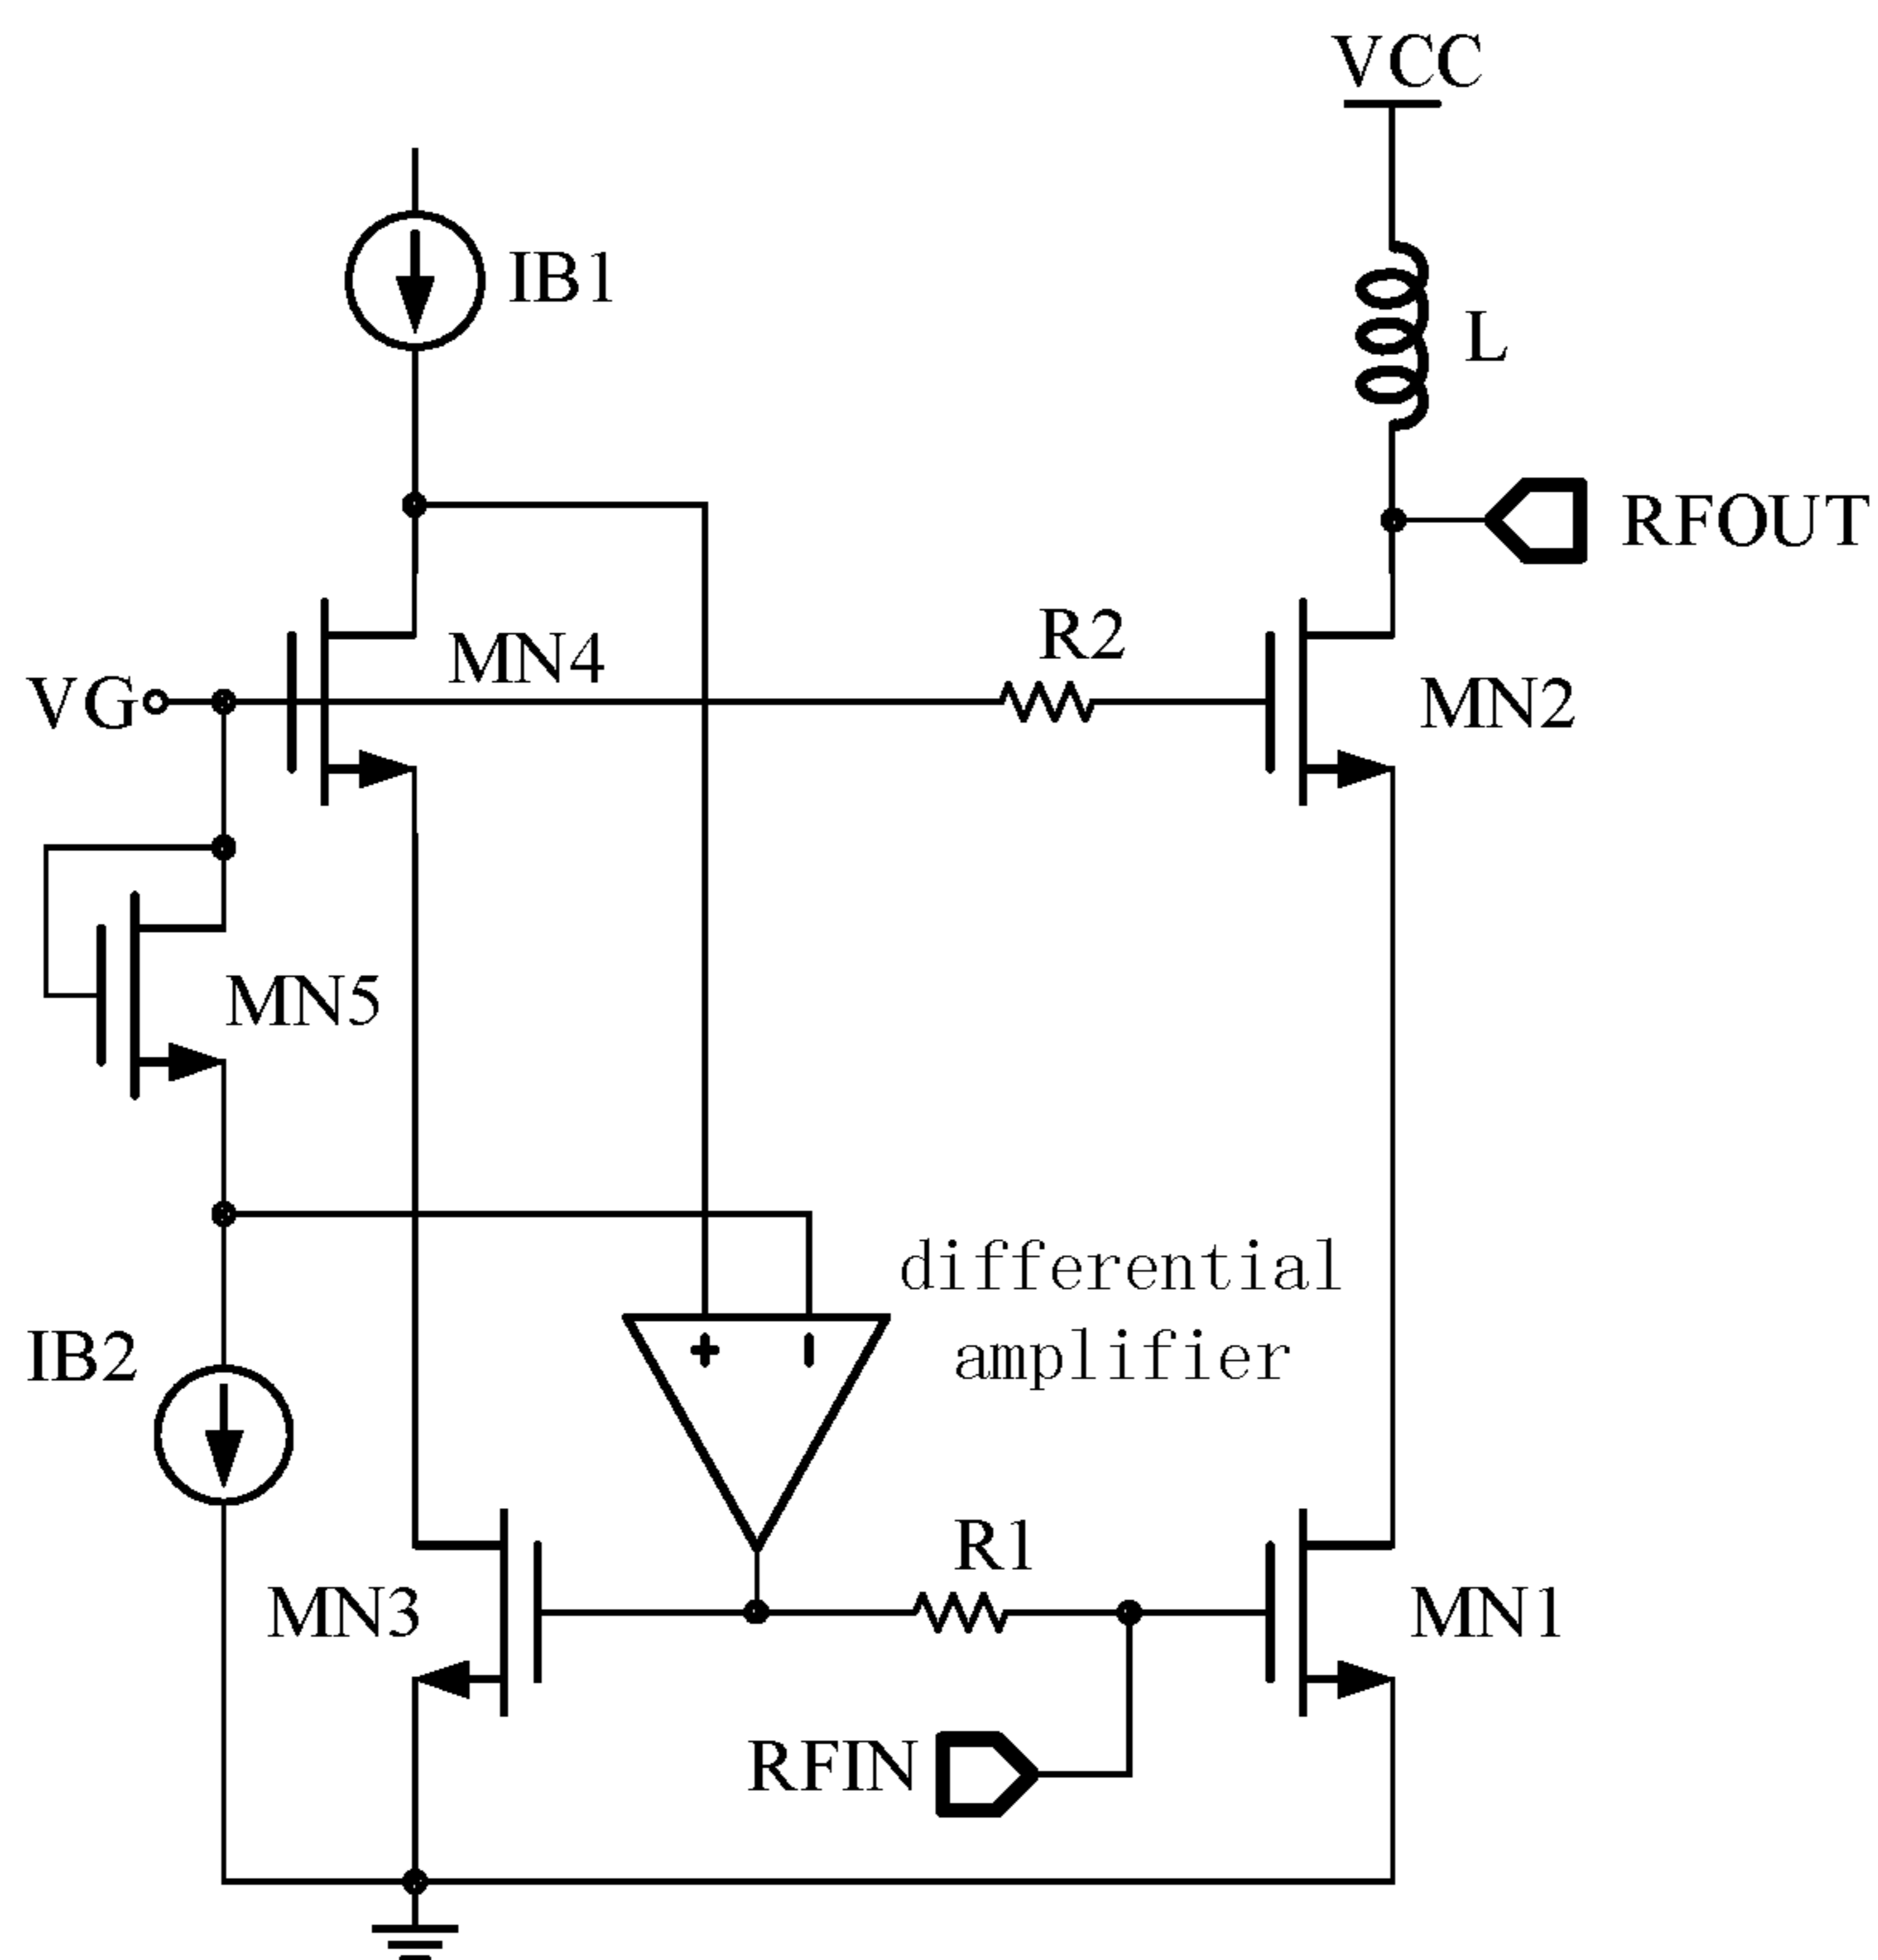 VCC
IB1
L
RFOUT
R2
MN4
VG
MN2
MN5
differential
amplifier
IB2
+
-
R1
MN3
MN1
RFIN